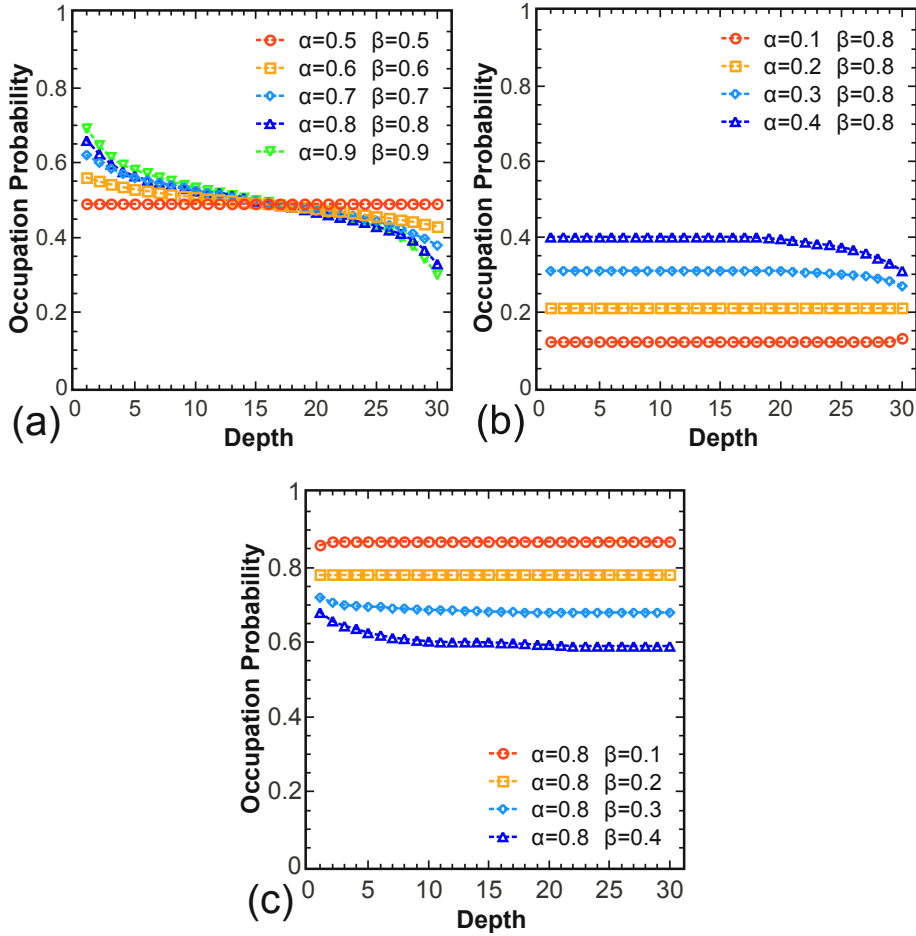 1
0.8
0.6
0.4
0.2
0
Occupation Probability
α=0.5 β=0.5
α=0.6 β=0.6
α=0.7 β=0.7
α=0.8 β=0.8
α=0.9 β=0.9
0 5 10 15 20 25 30
Depth
(a)
1
0.8
0.6
0.4
0.2
0
Occupation Probability
α=0.1 β=0.8
α=0.2 β=0.8
α=0.3 β=0.8
α=0.4 β=0.8
0 5 10 15 20 25 30
Depth
(b)
1
0.8
0.6
0.4
0.2
0
Occupation Probability
α=0.8 β=0.1
α=0.8 β=0.2
α=0.8 β=0.3
α=0.8 β=0.4
0 5 10 15 20 25 30
Depth
(c)